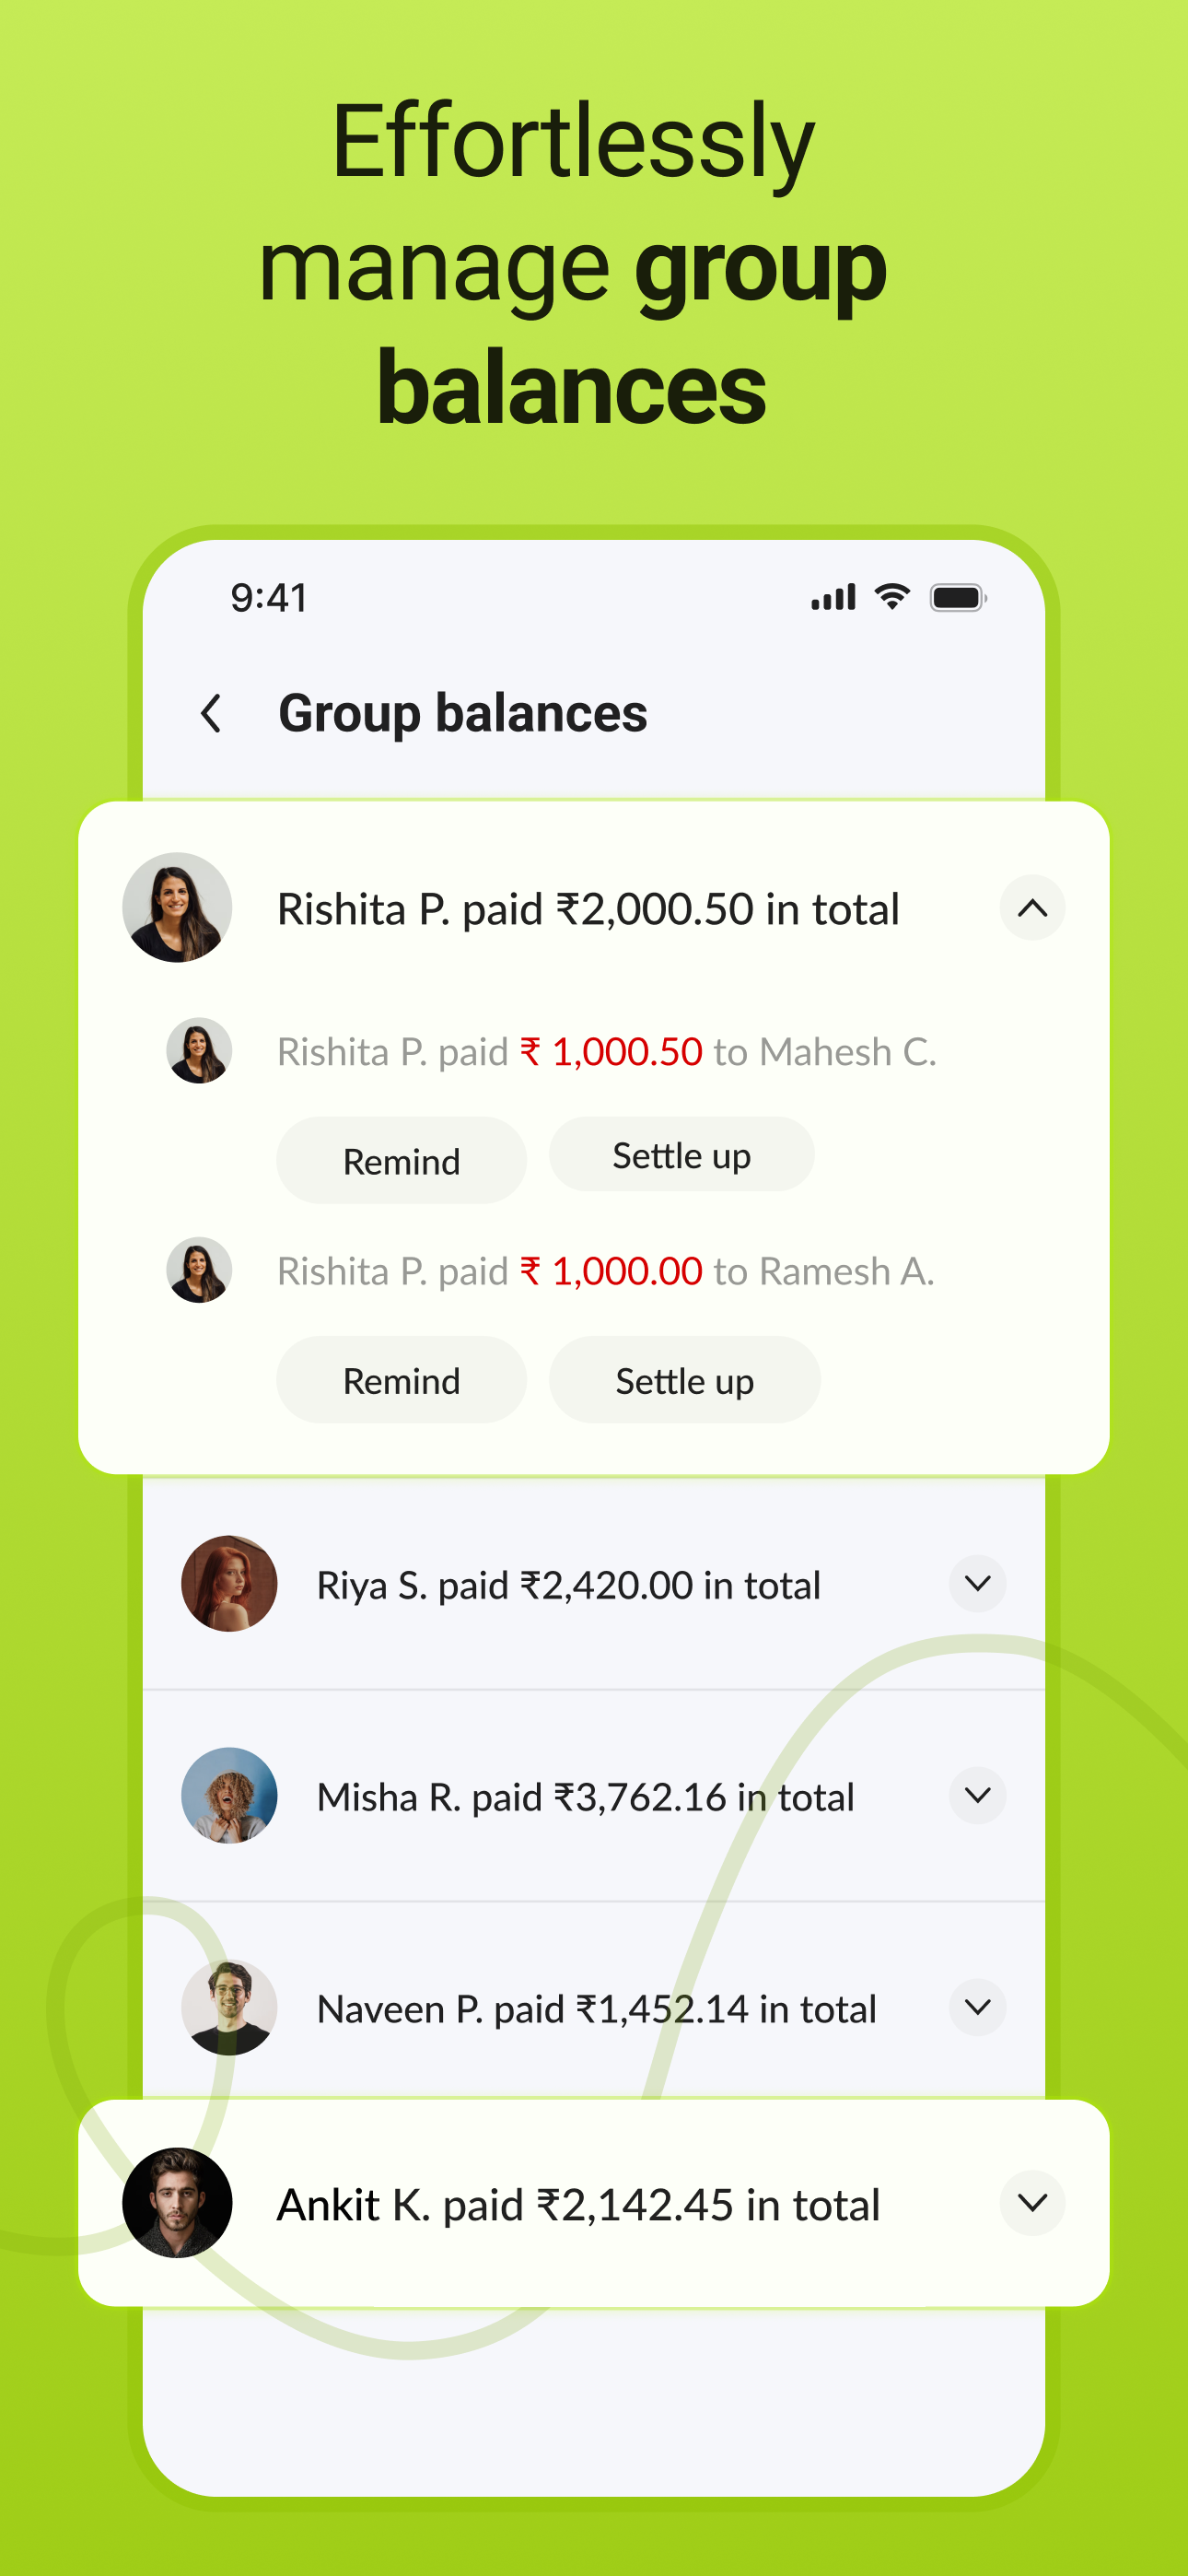 Effortlessly
manage group
balances
9:41
Group balances
Rishita P. paid ₹2,000.50 in total
Rishita P. paid ₹ 1,000.50 to Mahesh C.
Remind
Settle up
Rishita P. paid ₹ 1,000.00 to Ramesh A.
Remind
Settle up
Riya S. paid ₹2,420.00 in total
Misha R. paid ₹3,762.16 in total
Naveen P. paid ₹1,452.14 in total
Ankit K. paid ₹2,142.45 in total